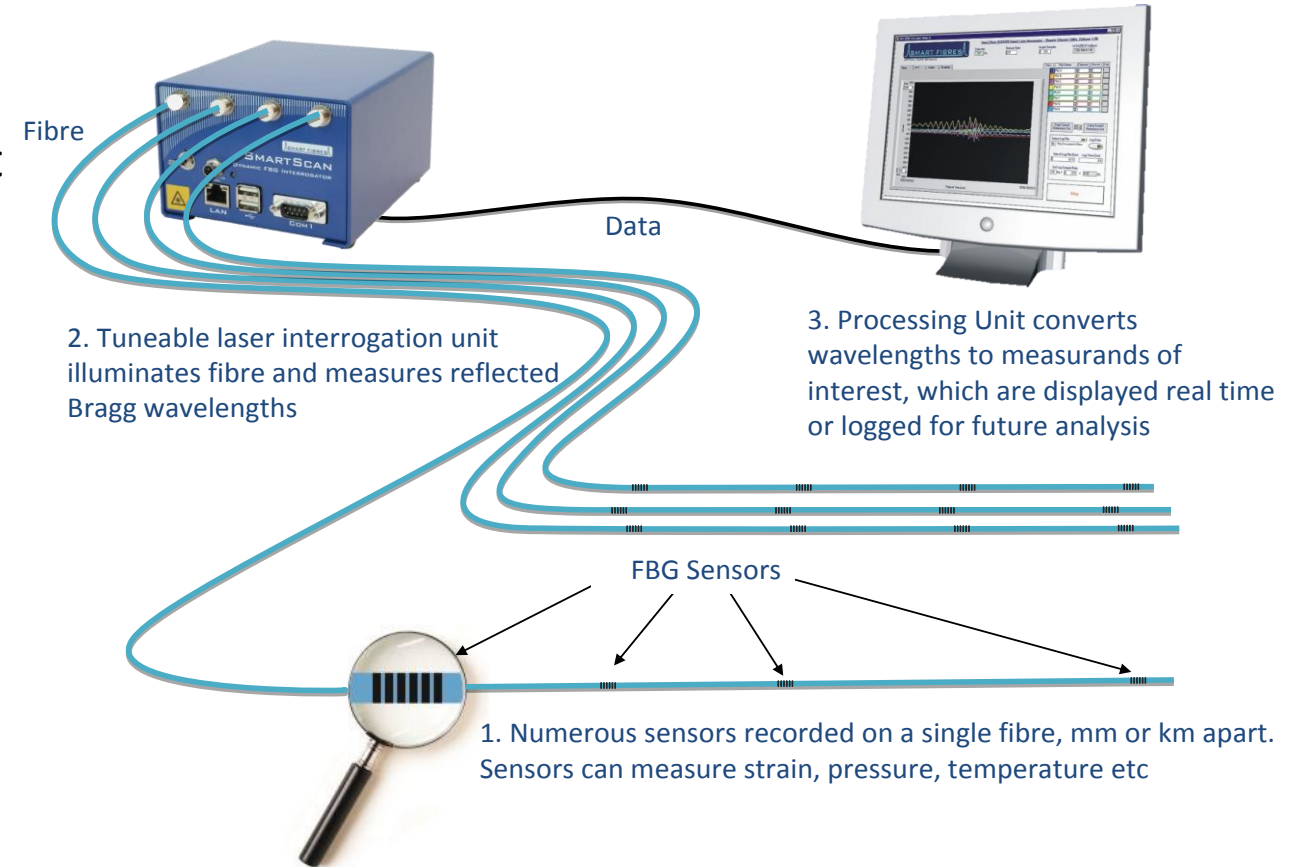 SMART FIBRES
Fibre
t
SMART FIBRES
SMARTSCAN
DYNAMIC FBG INTERROGATOR
LAN
COM1
Data
2. Tuneable laser interrogation unit
illuminates fibre and measures reflected
Bragg wavelengths
3. Processing Unit converts
wavelengths to measurands of
interest, which are displayed real time
or logged for future analysis
FBG Sensors
1. Numerous sensors recorded on a single fibre, mm or km apart.
Sensors can measure strain, pressure, temperature etc